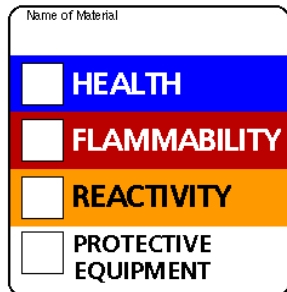 Name of Material
HEALTH
FLAMMABILITY
REACTIVITY
PROTECTIVE
EQUIPMENT